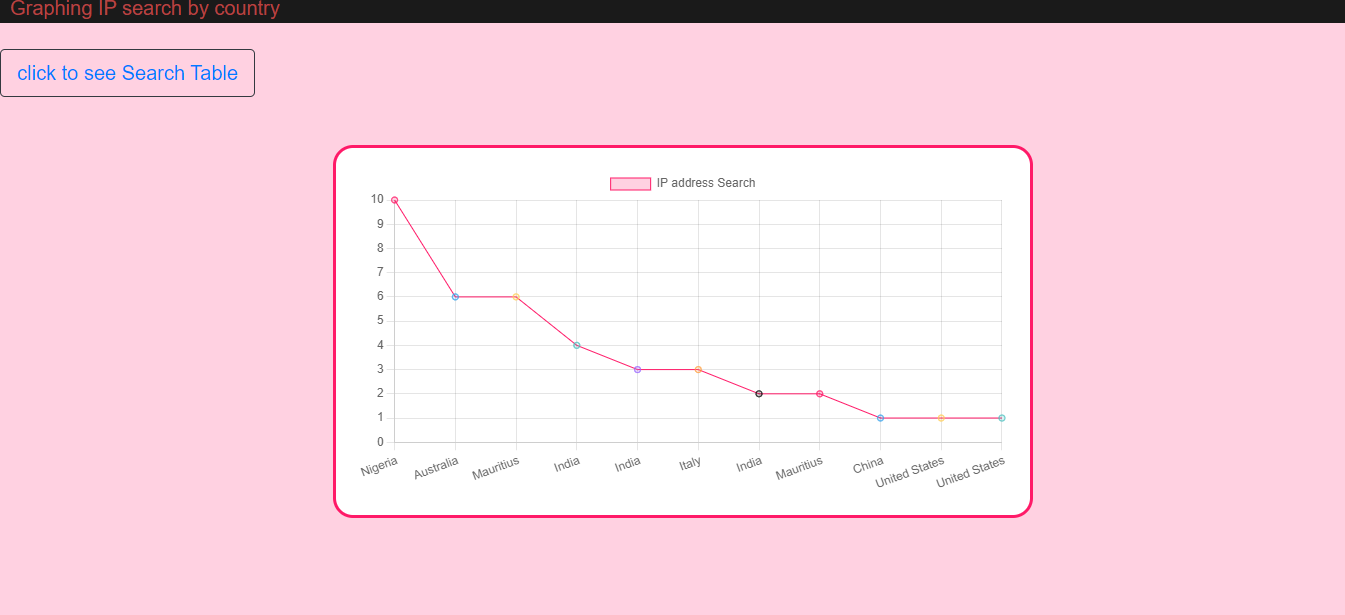 Graphing IP search by country
click to see Search Table
IP address Search
10
9
8
7
6
5
4
3
2
1
0
Nigeria
Australia
Mauritius
India
India
Italy
India
Mauritius
China
United States
United States